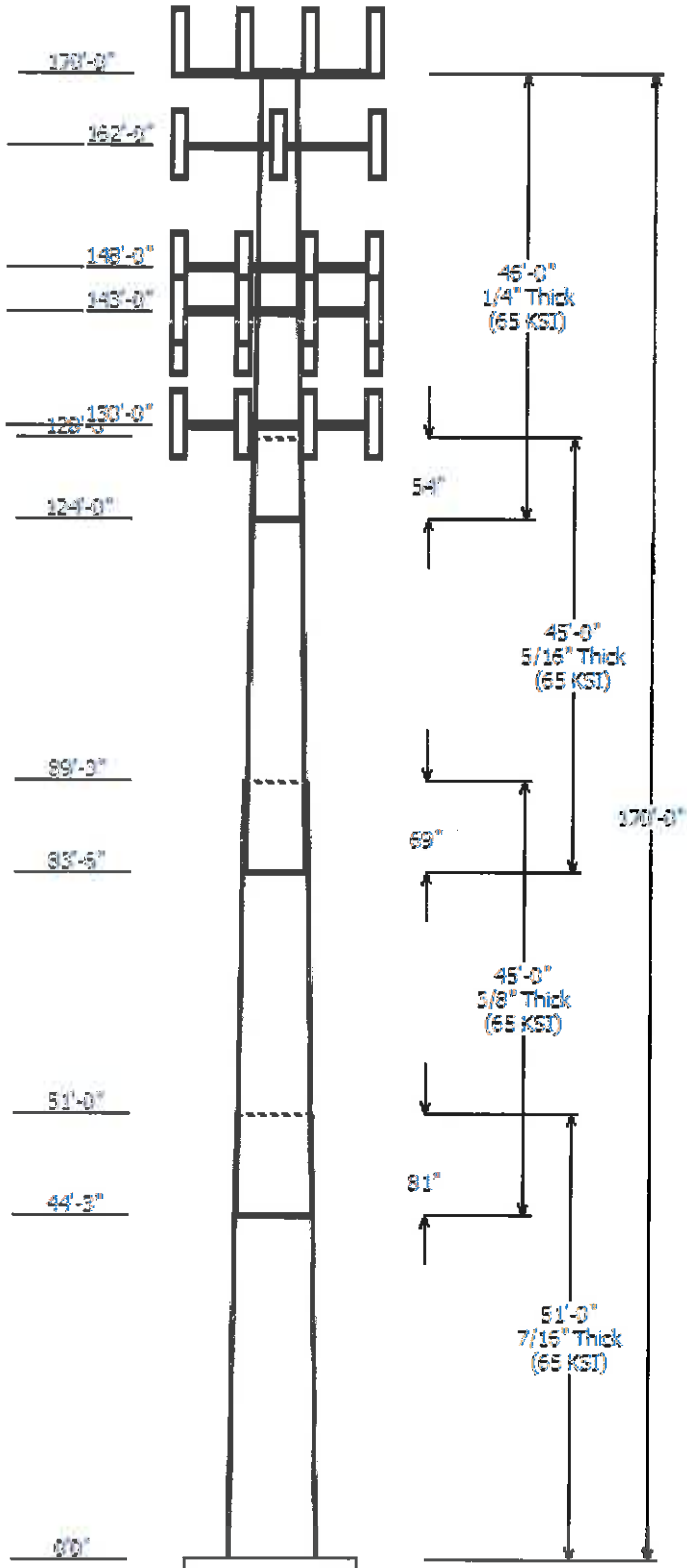 170'-0"
162'-0"
148'-0"
143'-0"
130'-0"
124'-0"
89'-3"
83'-6"
51'-0"
44'-3"
0'0"
46'-0"
1/4" Thick
(65 KSI)
54"
45'-0"
5/16" Thick
(65 KSI)
69"
170'-0"
45'-0"
3/8" Thick
(65 KSI)
81"
51'-0"
7/16" Thick
(65 KSI)